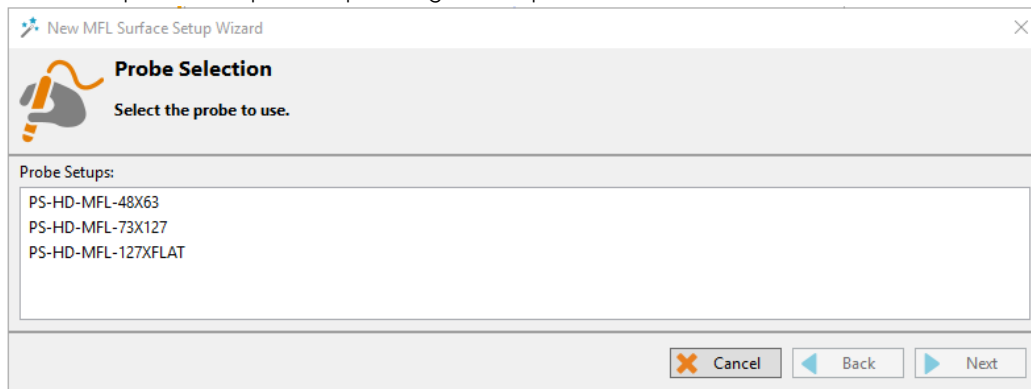 New MFL Surface Setup Wizard
Probe Selection
Select the probe to use.
Probe Setups:
PS-HD-MFL-48X63
PS-HD-MFL-73X127
PS-HD-MFL-127XFLAT
Cancel
Back
Next